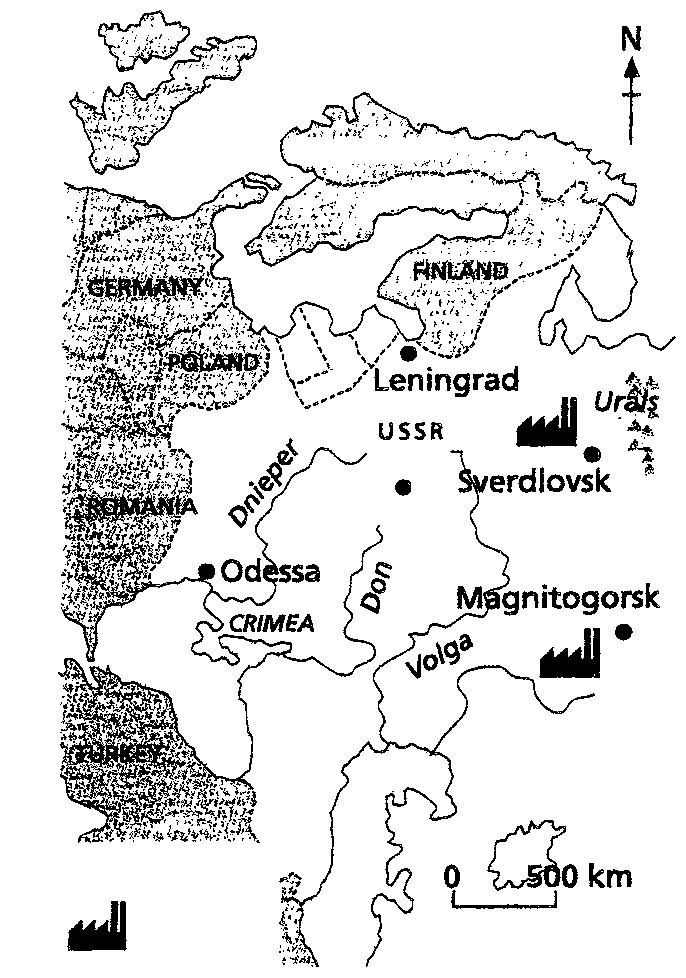 N
FINLAND
GERMANY
POLAND
Leningrad
Urals
USSR
Dnieper
Sverdlovsk
ROMANIA
Odessa
Don
Magnitogorsk
CRIMEA
Volga
TURKEY
0 500 km